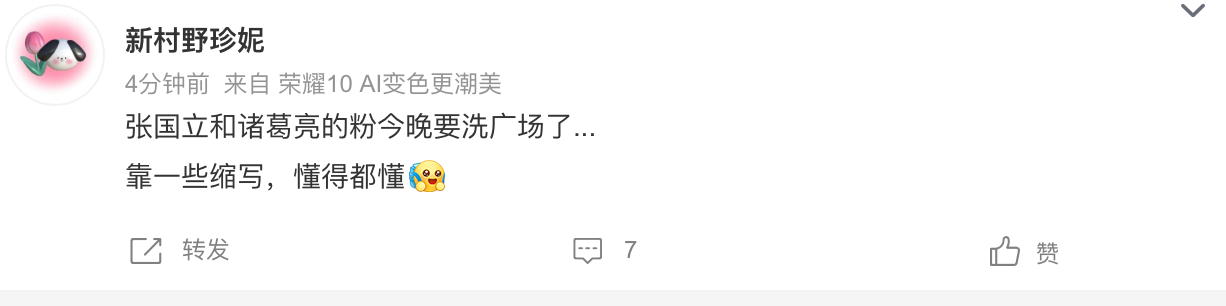 新村野珍妮
4分钟前 来自 荣耀10 AI变色更潮美
张国立和诸葛亮的粉今晚要洗广场了...
靠一些缩写，懂得都懂
转发 7 赞